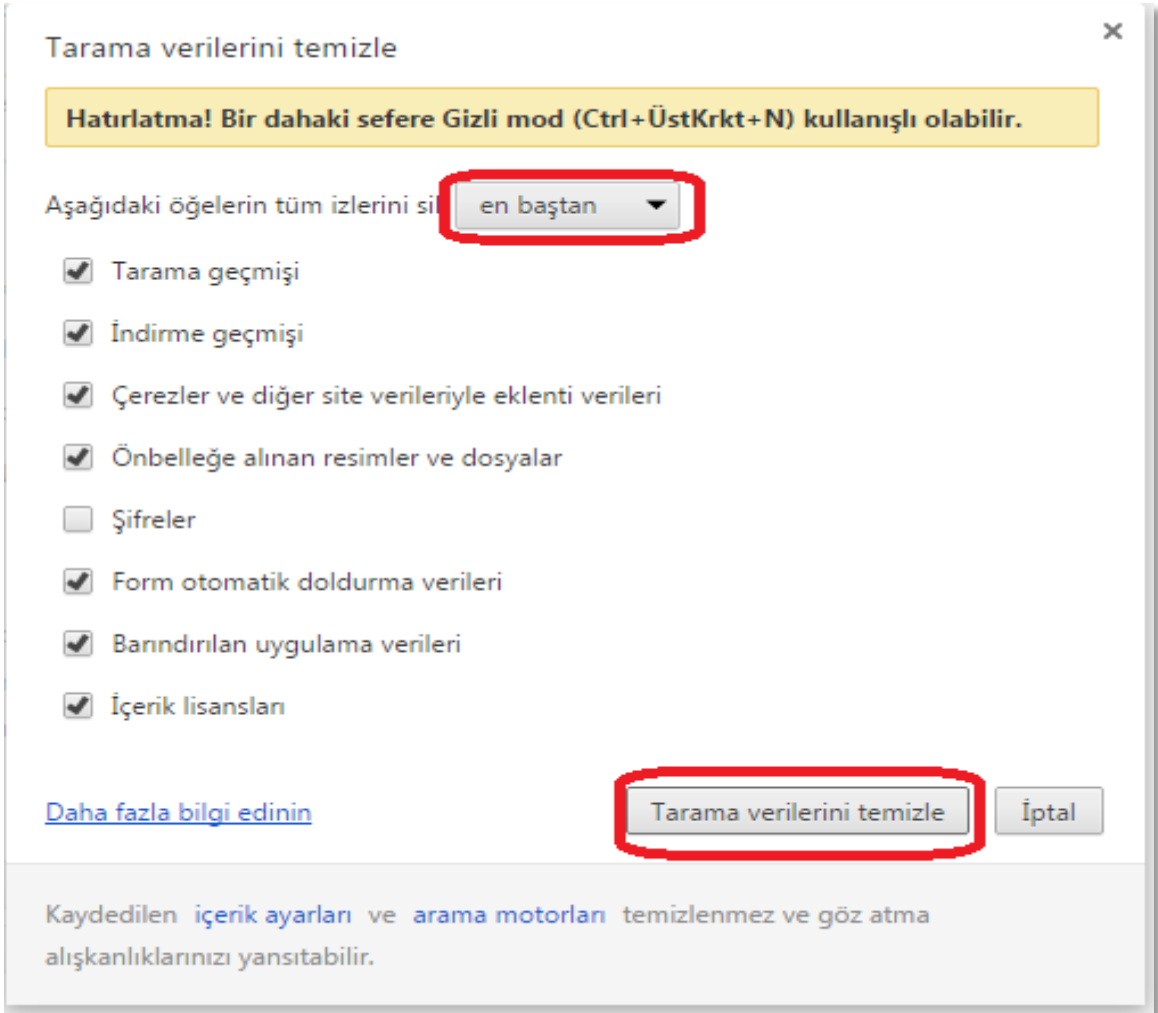 Tarama verilerini temizle
Hatırlatma! Bir dahaki sefere Gizli mod (Ctrl+ÜstKrkt+N) kullanışlı olabilir.
Aşağıdaki öğelerin tüm izlerini sil en baştan
Tarama geçmişi
İndirme geçmişi
Çerezler ve diğer site verileriyle eklenti verileri
Önbelleğe alınan resimler ve dosyalar
Şifreler
Form otomatik doldurma verileri
Barındırılan uygulama verileri
İçerik lisansları
Daha fazla bilgi edinin Tarama verilerini temizle İptal
Kaydedilen içerik ayarları ve arama motorları temizlenmez ve göz atma
alışkanlıklarınızı yansıtabilir.